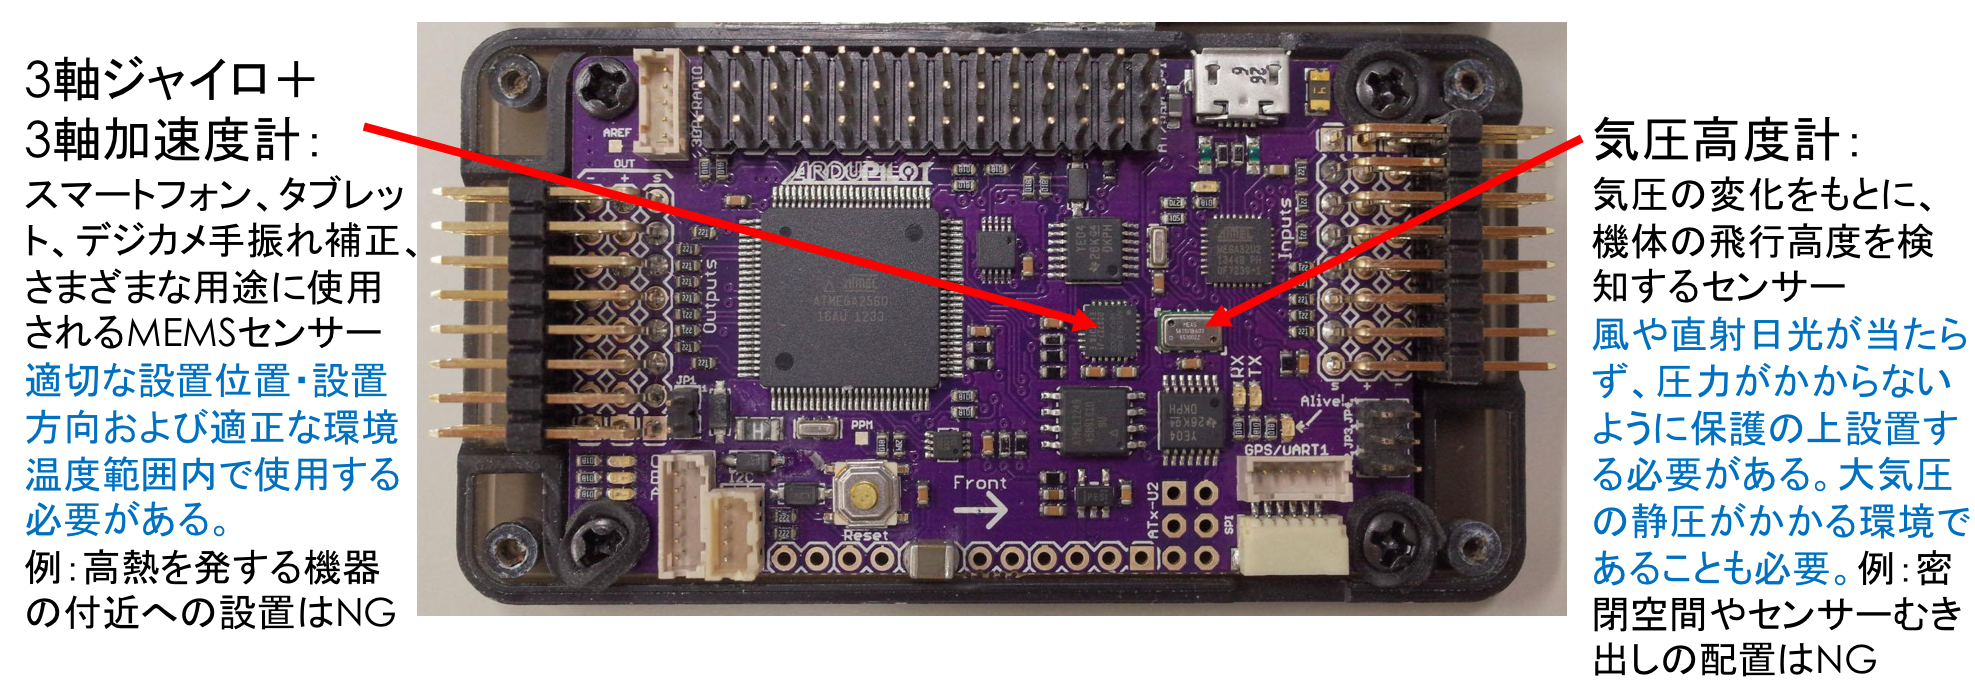 3軸ジャイロ＋
3軸加速度計：
スマートフォン、タブレッ
ト、デジカメ手振れ補正、
さまざまな用途に使用
されるMEMSセンサー
適切な設置位置・設置
方向および適正な環境
温度範囲内で使用する
必要がある。
例：高熱を発する機器
の付近への設置はNG
AREF
OUT
- + S
ARDUPILOT
Outputs
ATMEL
ATMEGA2560
16AU 1233
JP1
PPM
I2C
Reset
Front
2YE04
26K
DKPH
ATMEL
MEGA32U2
Inputs
MEAS
RX
TX
Alive!
YE04
26K
DKPH
GPS/UART1
ATx-U2
SPI
S +
気圧高度計：
気圧の変化をもとに、
機体の飛行高度を検
知するセンサー
風や直射日光が当たら
ず、圧力がかからない
ように保護の上設置す
る必要がある。大気圧
の静圧がかかる環境で
あることも必要。例：密
閉空間やセンサーむき
出しの配置はNG